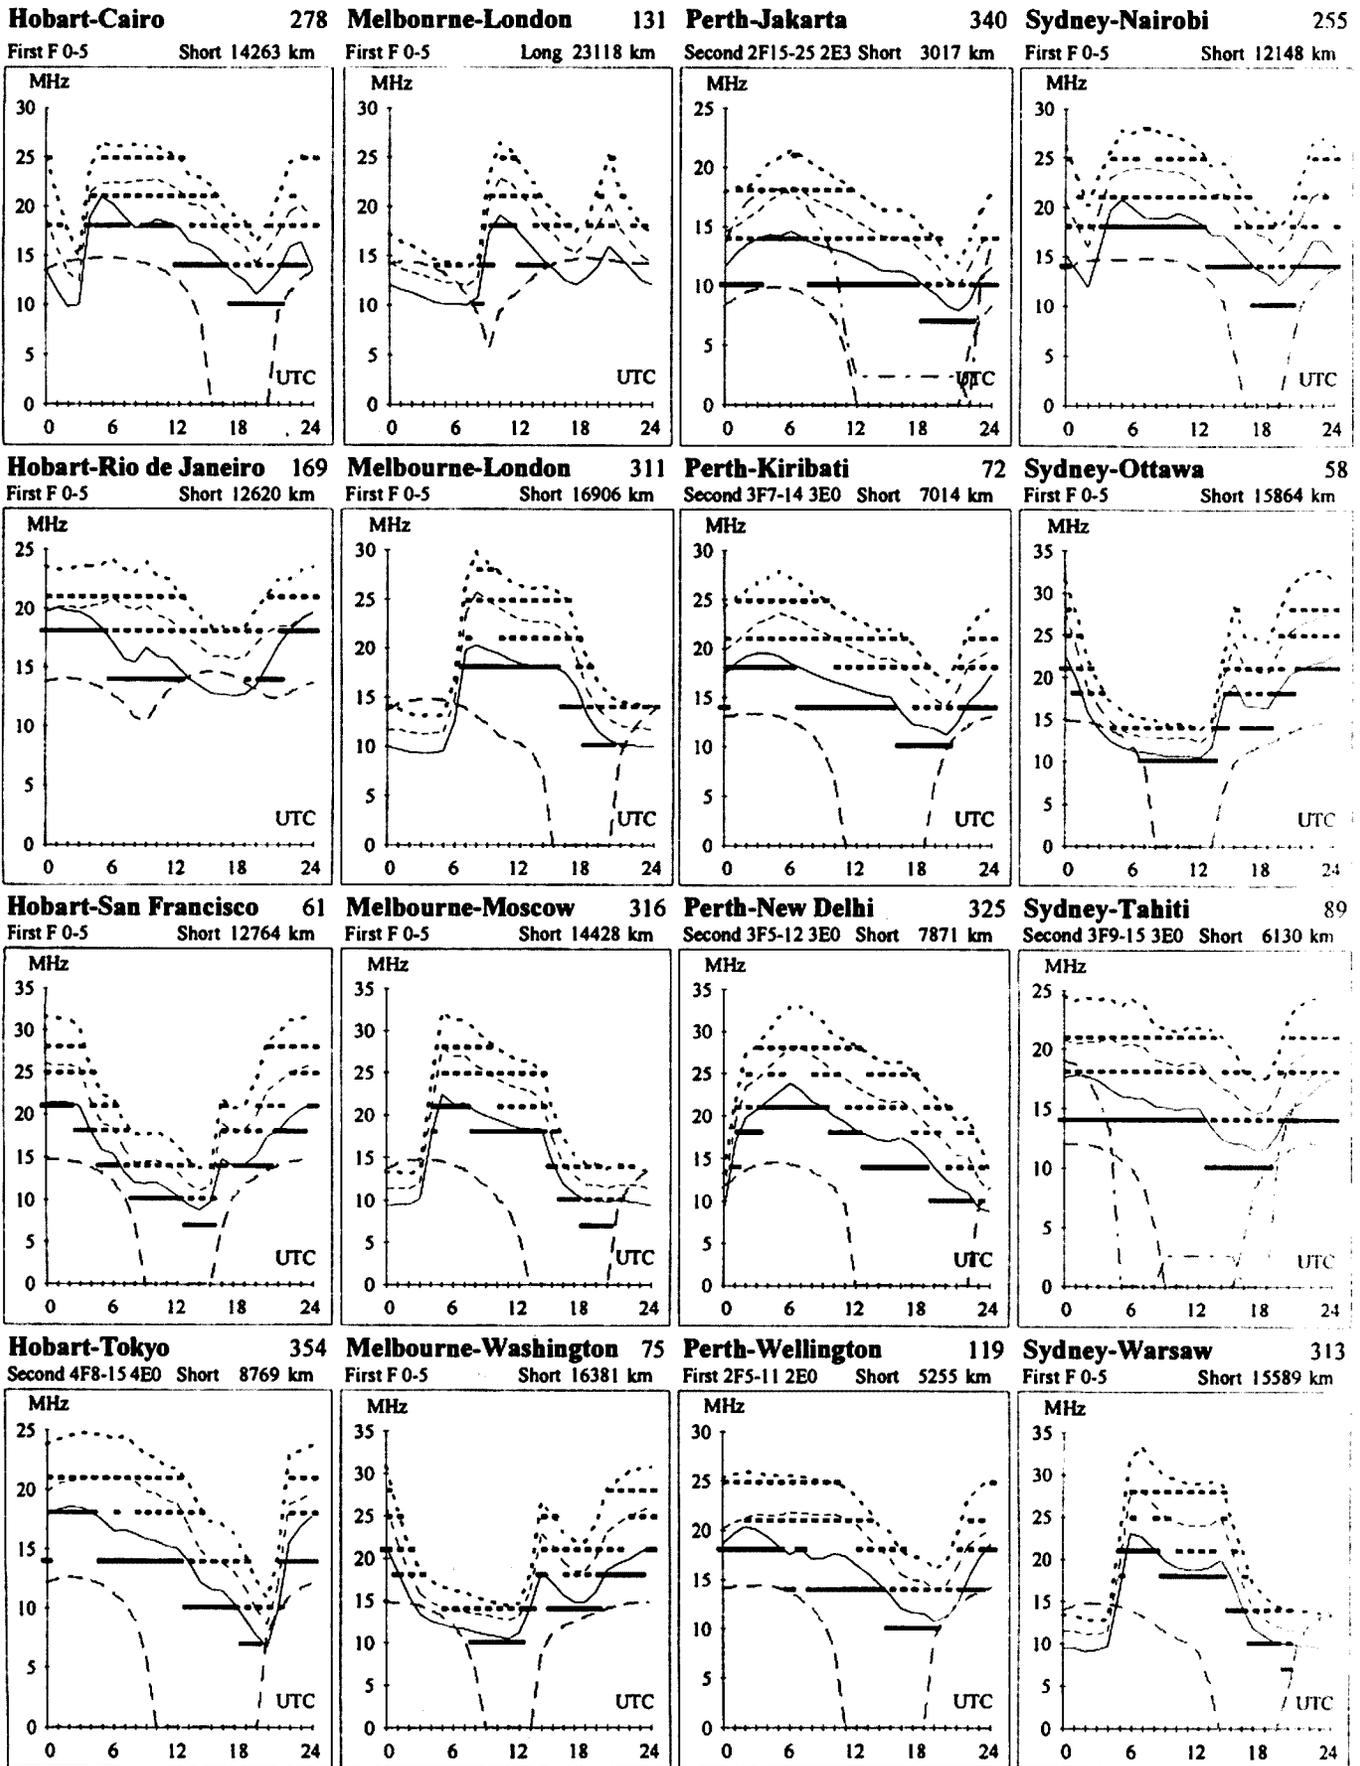 Hobart-Cairo 278
First F 0-5 Short 14263 km
MHz
30
25
20
15
10
5
0
UTC
0 6 12 18 24
Melbonrne-London 131
First F 0-5 Long 23118 km
MHz
30
25
20
15
10
5
0
UTC
0 6 12 18 24
Perth-Jakarta 340
Second 2F15-25 2E3 Short 3017 km
MHz
25
20
15
10
5
0
UTC
0 6 12 18 24
Sydney-Nairobi 255
First F 0-5 Short 12148 km
MHz
30
25
20
15
10
5
0
UTC
0 6 12 18 24
Hobart-Rio de Janeiro 169
First F 0-5 Short 12620 km
MHz
25
20
15
10
5
0
UTC
0 6 12 18 24
Melbourne-London 311
First F 0-5 Short 16906 km
MHz
30
25
20
15
10
5
0
UTC
0 6 12 18 24
Perth-Kiribati 72
Second 3F7-14 3E0 Short 7014 km
MHz
30
25
20
15
10
5
0
UTC
0 6 12 18 24
Sydney-Ottawa 58
First F 0-5 Short 15864 km
MHz
35
30
25
20
15
10
5
0
UTC
0 6 12 18 24
Hobart-San Francisco 61
First F 0-5 Short 12764 km
MHz
35
30
25
20
15
10
5
0
UTC
0 6 12 18 24
Melbourne-Moscow 316
First F 0-5 Short 14428 km
MHz
35
30
25
20
15
10
5
0
UTC
0 6 12 18 24
Perth-New Delhi 325
Second 3F5-12 3E0 Short 7871 km
MHz
35
30
25
20
15
10
5
0
UTC
0 6 12 18 24
Sydney-Tahiti 89
Second 3F9-15 3E0 Short 6130 km
MHz
25
20
15
10
5
0
UTC
0 6 12 18 24
Hobart-Tokyo 354
Second 4F8-15 4E0 Short 8769 km
MHz
25
20
15
10
5
0
UTC
0 6 12 18 24
Melbourne-Washington 75
First F 0-5 Short 16381 km
MHz
35
30
25
20
15
10
5
0
UTC
0 6 12 18 24
Perth-Wellington 119
First 2F5-11 2E0 Short 5255 km
MHz
30
25
20
15
10
5
0
UTC
0 6 12 18 24
Sydney-Warsaw 313
First F 0-5 Short 15589 km
MHz
35
30
25
20
15
10
5
0
UTC
0 6 12 18 24